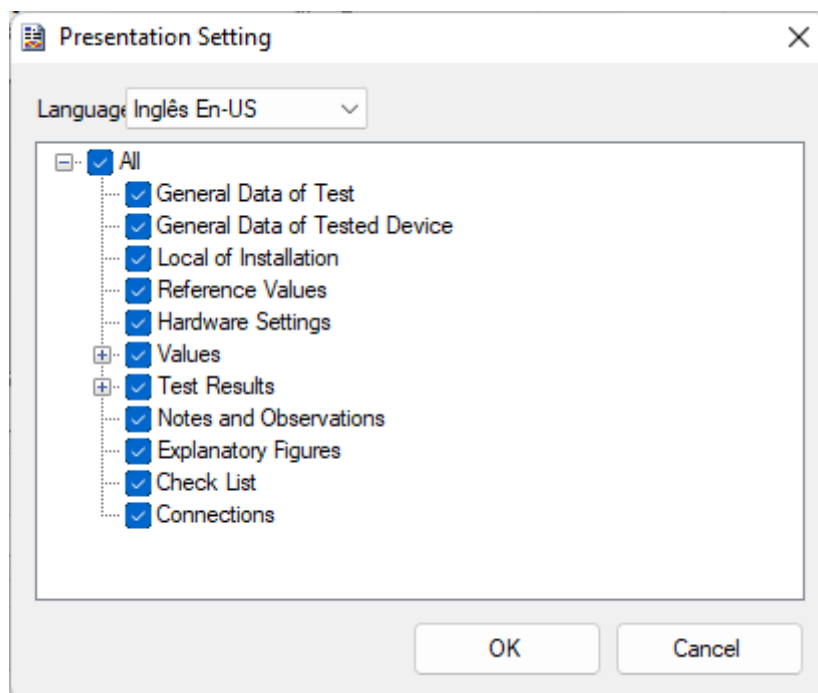 Presentation Setting
Language Inglês En-US
All
General Data of Test
General Data of Tested Device
Local of Installation
Reference Values
Hardware Settings
Values
Test Results
Notes and Observations
Explanatory Figures
Check List
Connections
OK Cancel